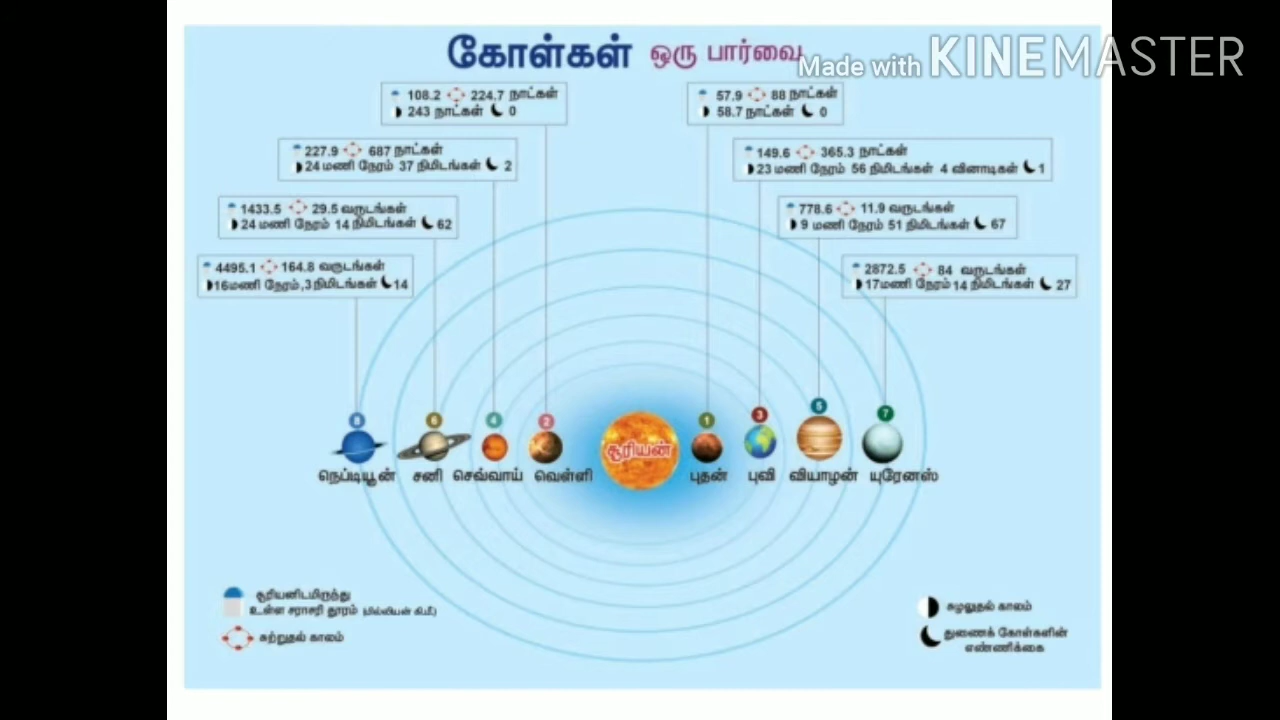 கோள்கள் ஒரு பார்வை
Made with KINEMASTER
108.2 224.7 நாட்கள்
243 நாட்கள் 0
57.9 88 நாட்கள்
58.7 நாட்கள் 0
227.9 687 நாட்கள்
24 மணி நேரம் 37 நிமிடங்கள் 2
149.6 365.3 நாட்கள்
23 மணி நேரம் 56 நிமிடங்கள் 4 வினாடிகள் 1
1433.5 29.5 வருடங்கள்
24 மணி நேரம் 14 நிமிடங்கள் 62
778.6 11.9 வருடங்கள்
9 மணி நேரம் 51 நிமிடங்கள் 67
4495.1 164.8 வருடங்கள்
16மணி நேரம்,3நிமிடங்கள் 14
2872.5 84 வருடங்கள்
17மணி நேரம் 14 நிமிடங்கள் 27
8 6 4 2 1 3 5 7
சூரியன்
நெப்டியூன் சனி செவ்வாய் வெள்ளி புதன் புவி வியாழன் யுரேனஸ்
சூரியனிடமிருந்து
உள்ள சராசரி தூரம் (மில்லியன் கி.மீ)
சுற்றுதல் காலம்
சுழலுதல் காலம்
துணைக் கோள்களின்
எண்ணிக்கை